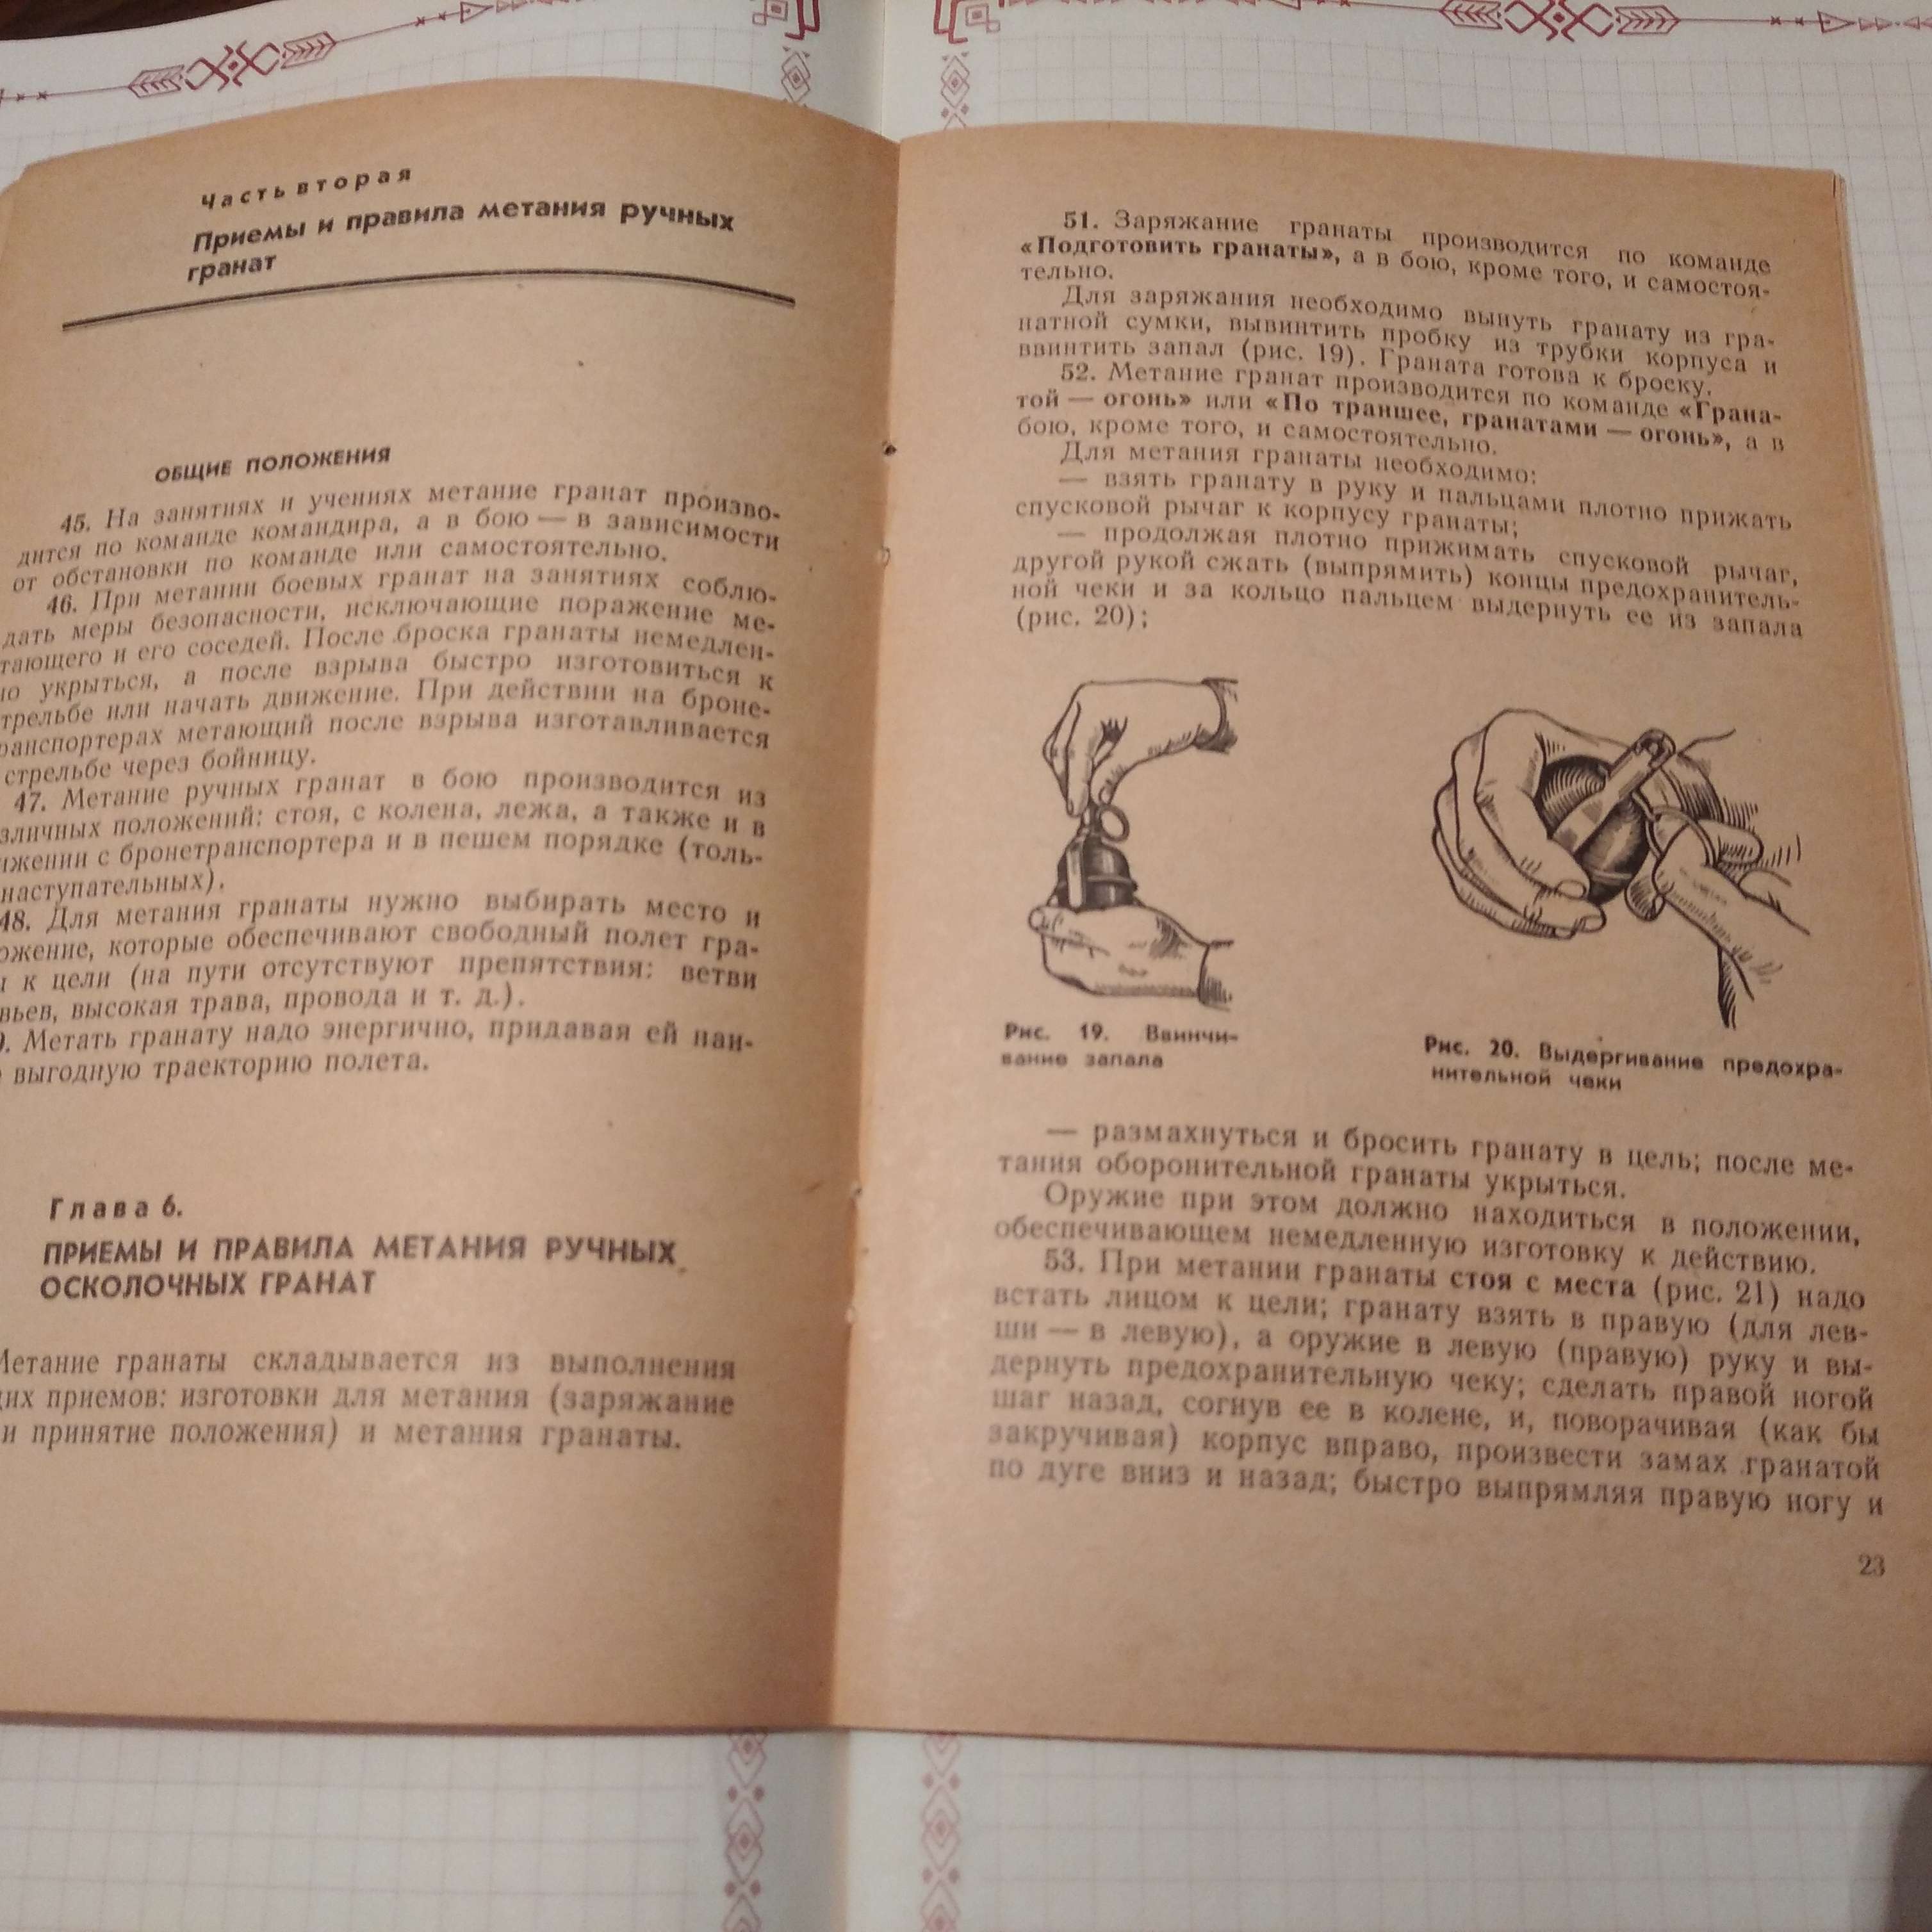 Часть вторая
Приемы и правила метания ручных
гранат
ОБЩИЕ ПОЛОЖЕНИЯ
45. На занятиях и учениях метание гранат произво-
дится по команде командира, а в бою — в зависимости
от обстановки по команде или самостоятельно.
46. При метании боевых гранат на занятиях соблю-
дать меры безопасности, исключающие поражение ме-
тающего и его соседей. После броска гранаты немедлен-
но укрыться, а после взрыва быстро изготовиться к
трельбе или начать движение. При действии на броне-
ранспортерах метающий после взрыва изготавливается
стрельбе через бойницу.
47. Метание ручных гранат в бою производится из
зличных положений: стоя, с колена, лежа, а также и в
ижении с бронетранспортера и в пешем порядке (толь-
наступательных).
48. Для метания гранаты нужно выбирать место и
ожение, которые обеспечивают свободный полет гра-
ы к цели (на пути отсутствуют препятствия: ветви
вьев, высокая трава, провода и т. д.).
Метать гранату надо энергично, придавая ей наи-
выгодную траекторию полета.
Глава 6.
ПРИЕМЫ И ПРАВИЛА МЕТАНИЯ РУЧНЫХ
ОСКОЛОЧНЫХ ГРАНАТ
Метание гранаты складывается из выполнения
щих приемов: изготовки для метания (заряжание
и принятие положения) и метания гранаты.
51. Заряжание гранаты производится по команде
«Подготовить гранаты», а в бою, кроме того, и самостоя-
тельно.
Для заряжания необходимо вынуть гранату из гра-
натной сумки, вывинтить пробку из трубки корпуса и
ввинтить запал (рис. 19). Граната готова к броску.
52. Метание гранат производится по команде «Грана-
той — огонь» или «По траншее, гранатами — огонь», а в
бою, кроме того, и самостоятельно.
Для метания гранаты необходимо:
— взять гранату в руку и пальцами плотно прижать
спусковой рычаг к корпусу гранаты;
— продолжая плотно прижимать спусковой рычаг,
другой рукой сжать (выпрямить) концы предохранитель-
ной чеки и за кольцо пальцем выдернуть ее из запала
(рис. 20);
Рис. 19. Ввинчи-
вание запала
Рис. 20. Выдергивание предохра-
нительной чеки
— размахнуться и бросить гранату в цель; после ме-
тания оборонительной гранаты укрыться.
Оружие при этом должно находиться в положении,
обеспечивающем немедленную изготовку к действию.
53. При метании гранаты стоя с места (рис. 21) надо
встать лицом к цели; гранату взять в правую (для лев-
ши — в левую), а оружие в левую (правую) руку и вы-
дернуть предохранительную чеку; сделать правой ногой
шаг назад, согнув ее в колене, и, поворачивая (как бы
закручивая) корпус вправо, произвести замах гранатой
по дуге вниз и назад; быстро выпрямляя правую ногу и
23